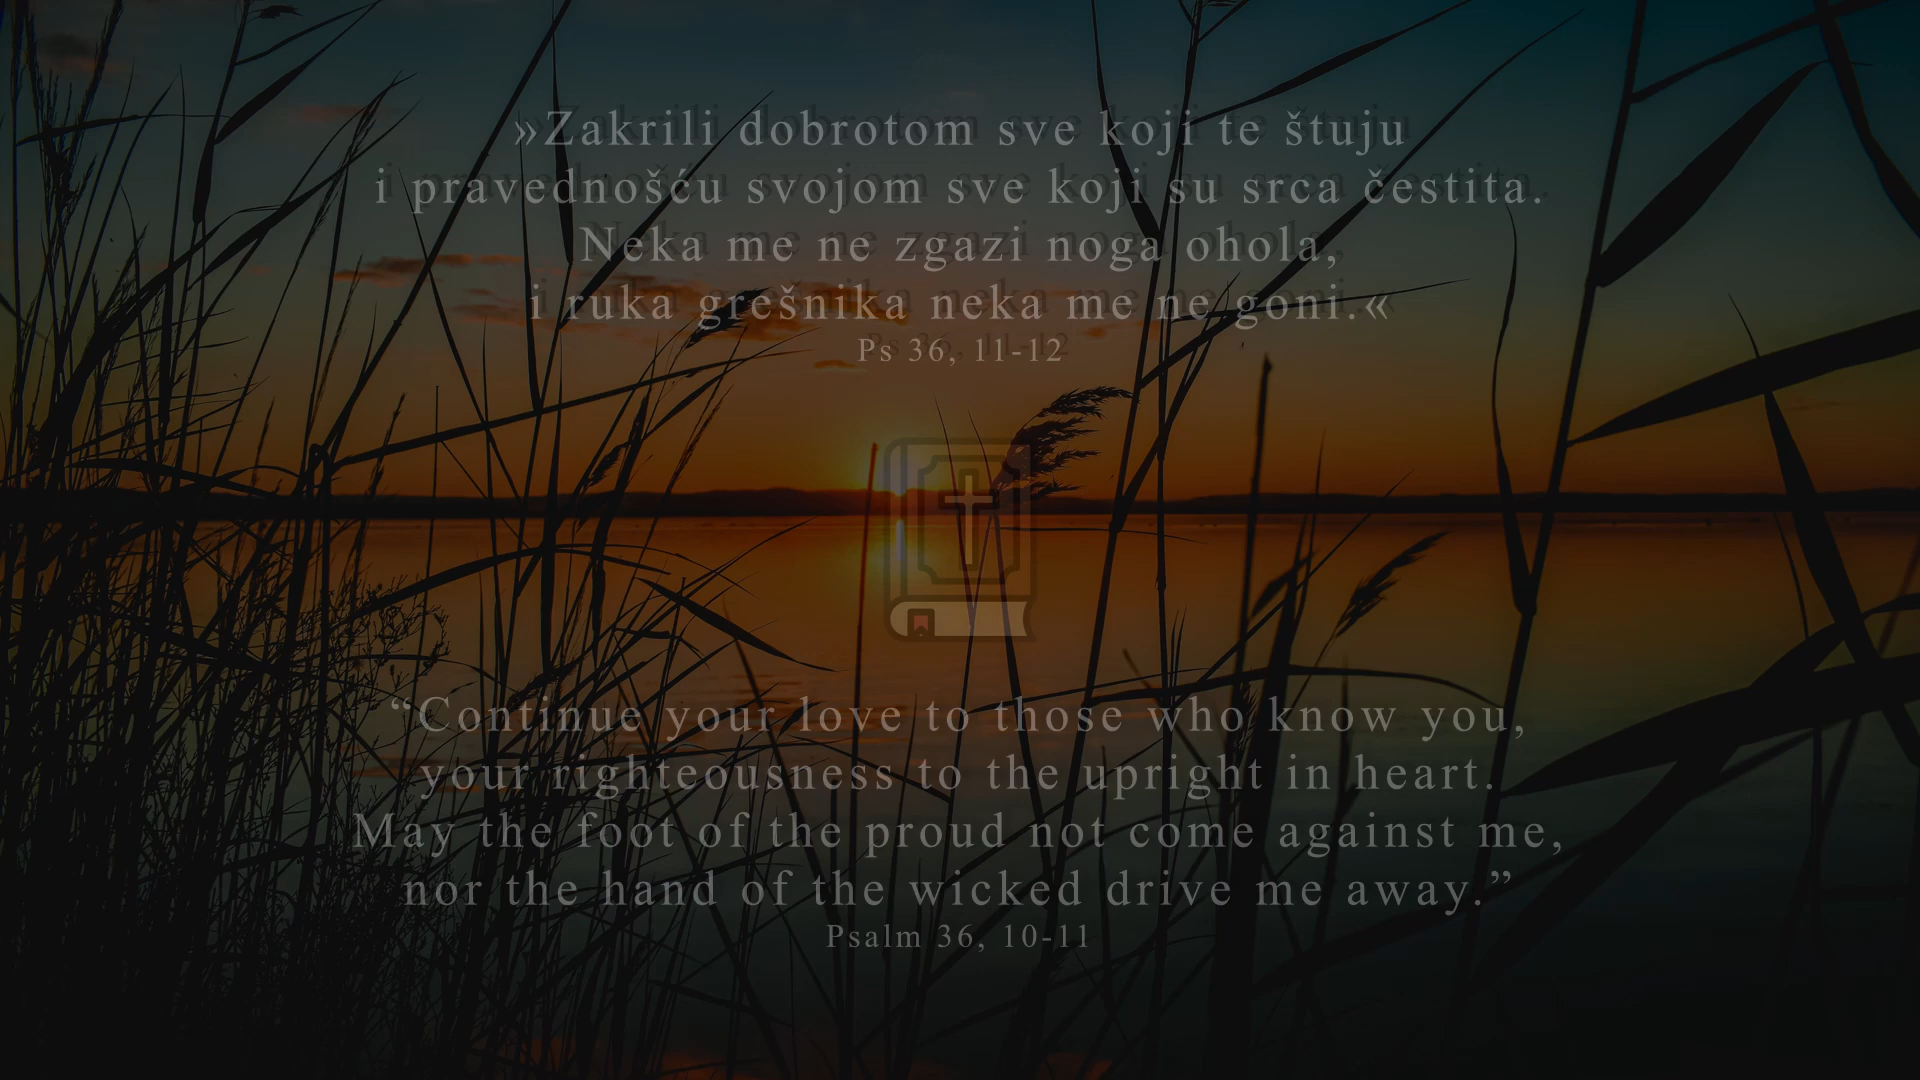 »Zakrili dobrotom sve koji te štuju
i pravednošću svojom sve koji su srca čestita.
Neka me ne zgazi noga ohola,
i ruka grešnika neka me ne goni.«
Ps 36, 11-12
“Continue your love to those who know you,
your righteousness to the upright in heart.
May the foot of the proud not come against me,
nor the hand of the wicked drive me away.”
Psalm 36, 10-11